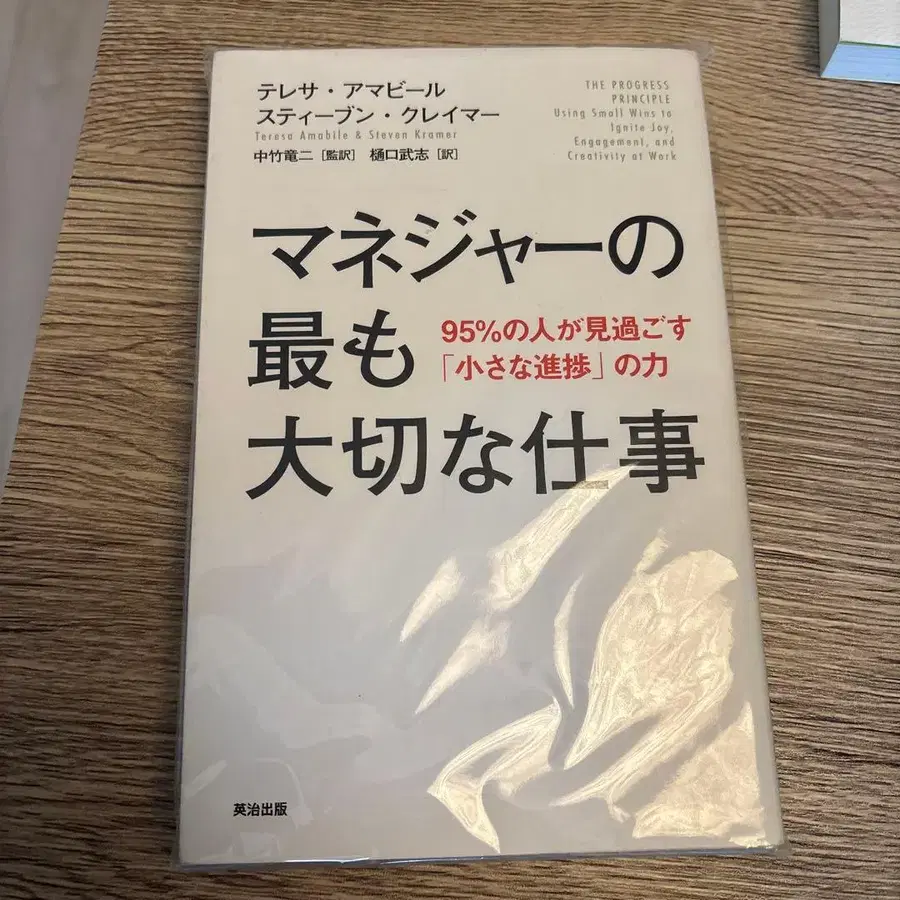 テレサ・アマビール
スティーブン・クレイマー
Teresa Amabile & Steven Kramer
中竹竜二［監訳］ 樋口武志［訳］
THE PROGRESS
PRINCIPLE
Using Small Wins to
Ignite Joy,
Engagement, and
Creativity at Work
マネジャーの
最も
95%の人が見過ごす
「小さな進捗」の力
大切な仕事
英治出版